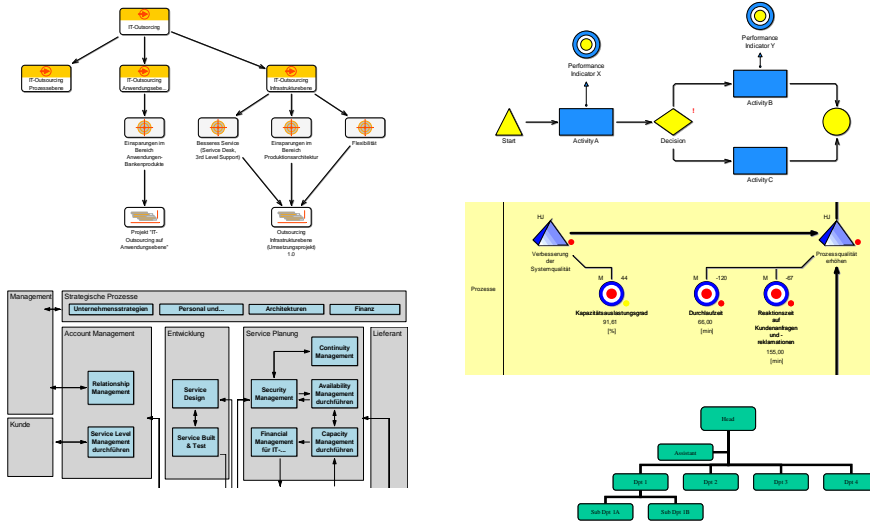 IT-Outsorcing
IT-Outsourcing
Prozessebene
IT-Outsourcing
Anwendungsebe...
IT-Outsourcing
Infrastrukturebene
Einsparungen im
Bereich
Anwendungen-
Bankenprodukte
Besseres Service
(Serivce Desk,
3rd Level Support)
Einsparungen im
Bereich
Produktionsarchitektur
Flexibilität
Projekt "IT-
Outsourcing auf
Anwendungsebene"
Outsourcing
Infrastrukturebene
(Umsetzungsprojekt)
1.0
Performance
Indicator X
Performance
Indicator Y
Start
Activity A
Decision
!
Activity B
Activity C
Prozesse
HJ
Verbesserung
der
Systemqualität
HJ
Prozessqualität
erhöhen
M 44
Kapazitätsauslastungsgrad
91,61
[%]
M -120
Durchlaufzeit
66,00
[min]
M -67
Reaktionszeit
auf
Kundenanfragen
und -
reklamationen
155,00
[min]
Management
Strategische Prozesse
Unternehmensstrategien
Personal und...
Architekturen
Finanz
Account Management
Entwicklung
Service Planung
Lieferant
Kunde
Relationship
Management
Service Level
Management
durchführen
Service
Design
Service Built
& Test
Continuity
Management
Security
Management
Availability
Management
durchführen
Financial
Management
für IT-...
Capacity
Management
durchführen
Head
Assistant
Dpt 1
Dpt 2
Dpt 3
Dpt 4
Sub Dpt 1A
Sub Dpt 1B